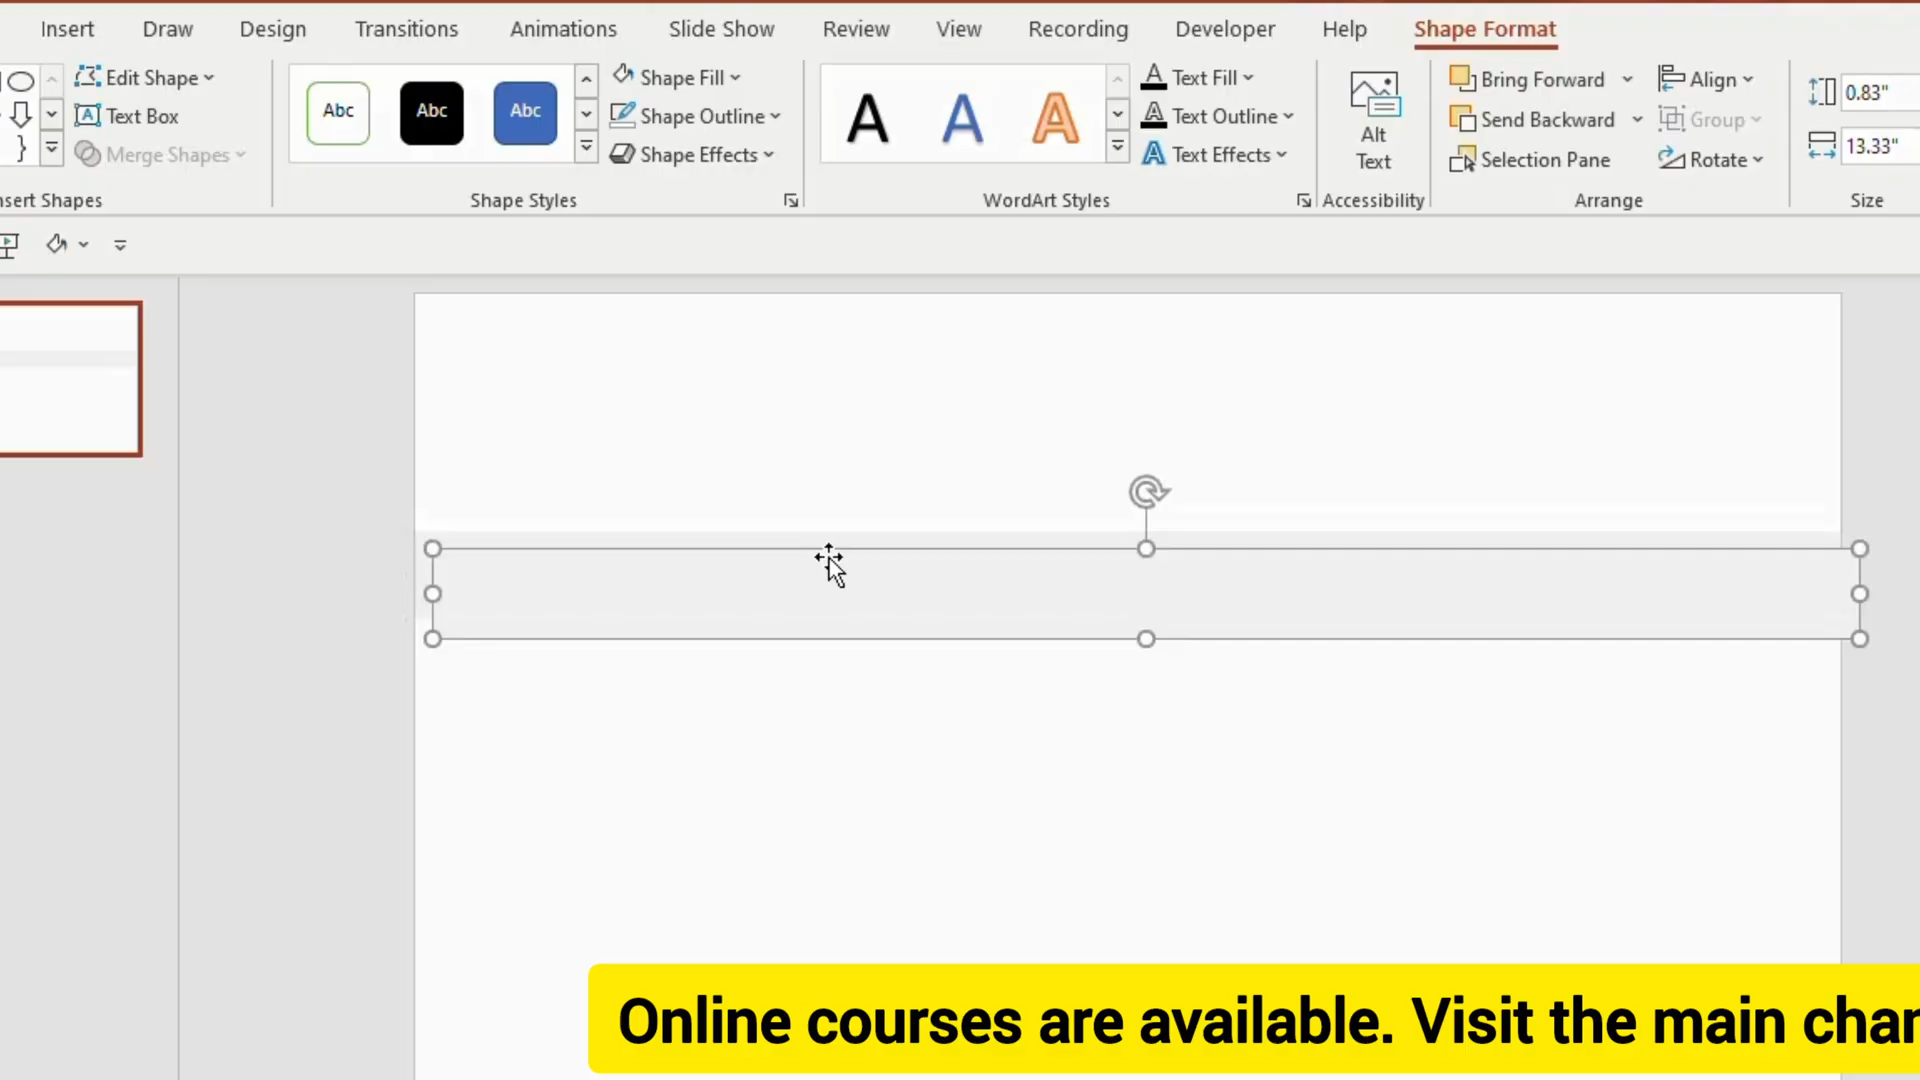 Insert Draw Design Transitions Animations Slide Show Review View Recording Developer Help Shape Format
Edit Shape
Text Box
Merge Shapes
nsert Shapes
Abc Abc Abc
Shape Fill
Shape Outline
Shape Effects
Shape Styles
A A A
Text Fill
Text Outline
Text Effects
WordArt Styles
Alt
Text
Accessibility
Bring Forward
Send Backward
Selection Pane
Align
Group
Rotate
Arrange
0.83"
13.33"
Size
Online courses are available. Visit the main chan